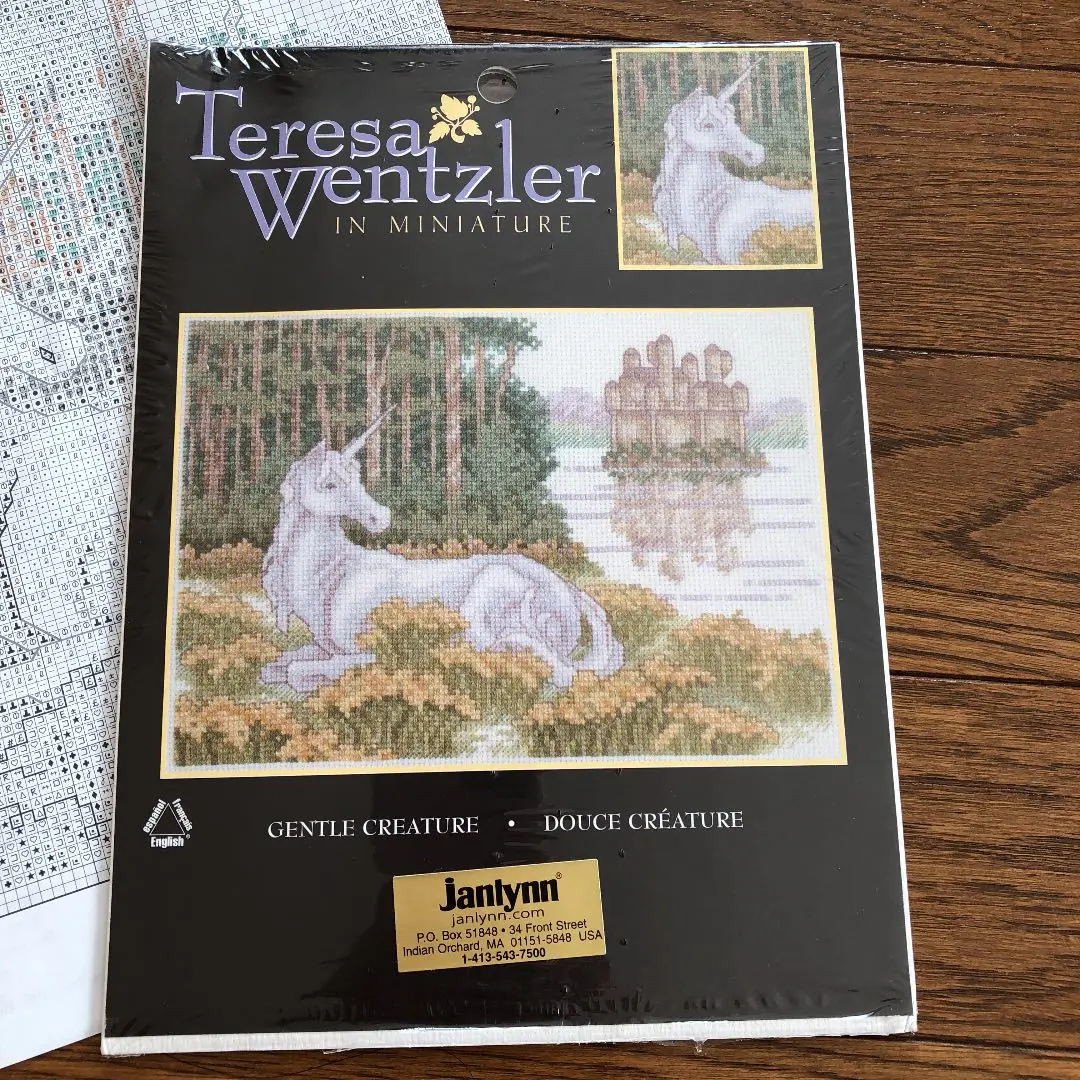 Teresa
Wentzler
IN MINIATURE
español
français
English
GENTLE CREATURE • DOUCE CRÉATURE
janlynn®
janlynn.com
P.O. Box 51848 • 34 Front Street
Indian Orchard, MA 01151-5848 USA
1-413-543-7500